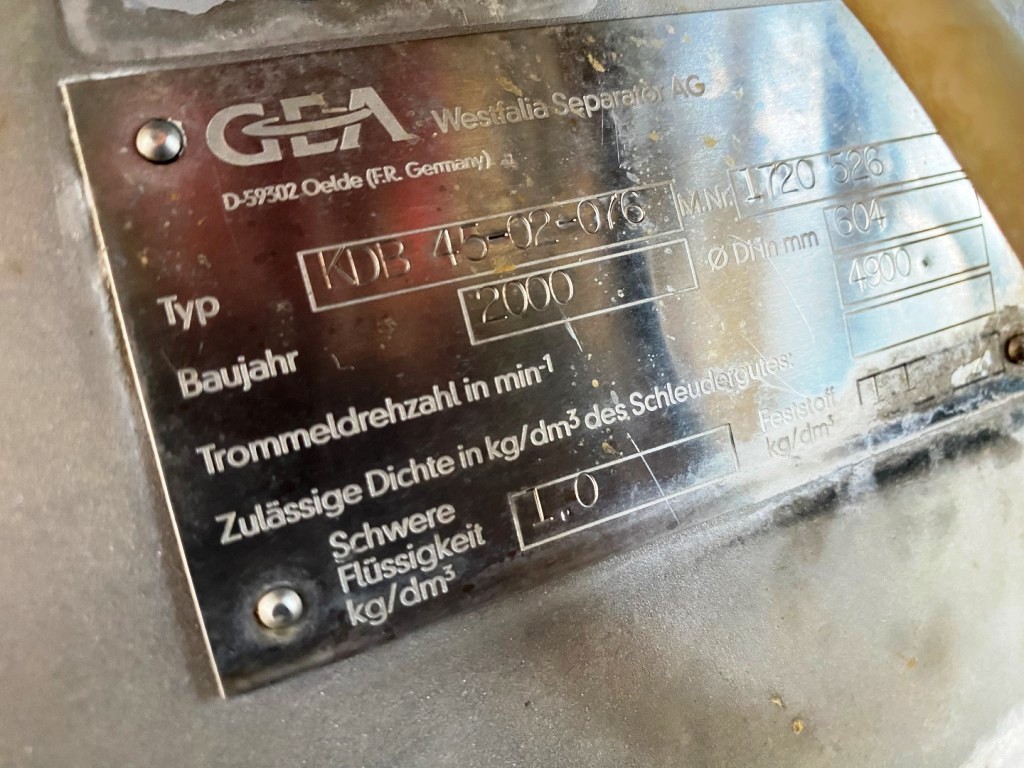 GEA Westfalia Separator AG
D-59302 Oelde (F.R. Germany)
Typ KDB 45-02-076 M.Nr. 1720 526
Baujahr 2000 Ø DI in mm 604
Trommeldrehzahl in min-1 4900
Zulässige Dichte in kg/dm³ des Schleudergutes:
Schwere Flüssigkeit kg/dm³ 1,0 Feststoff kg/dm³